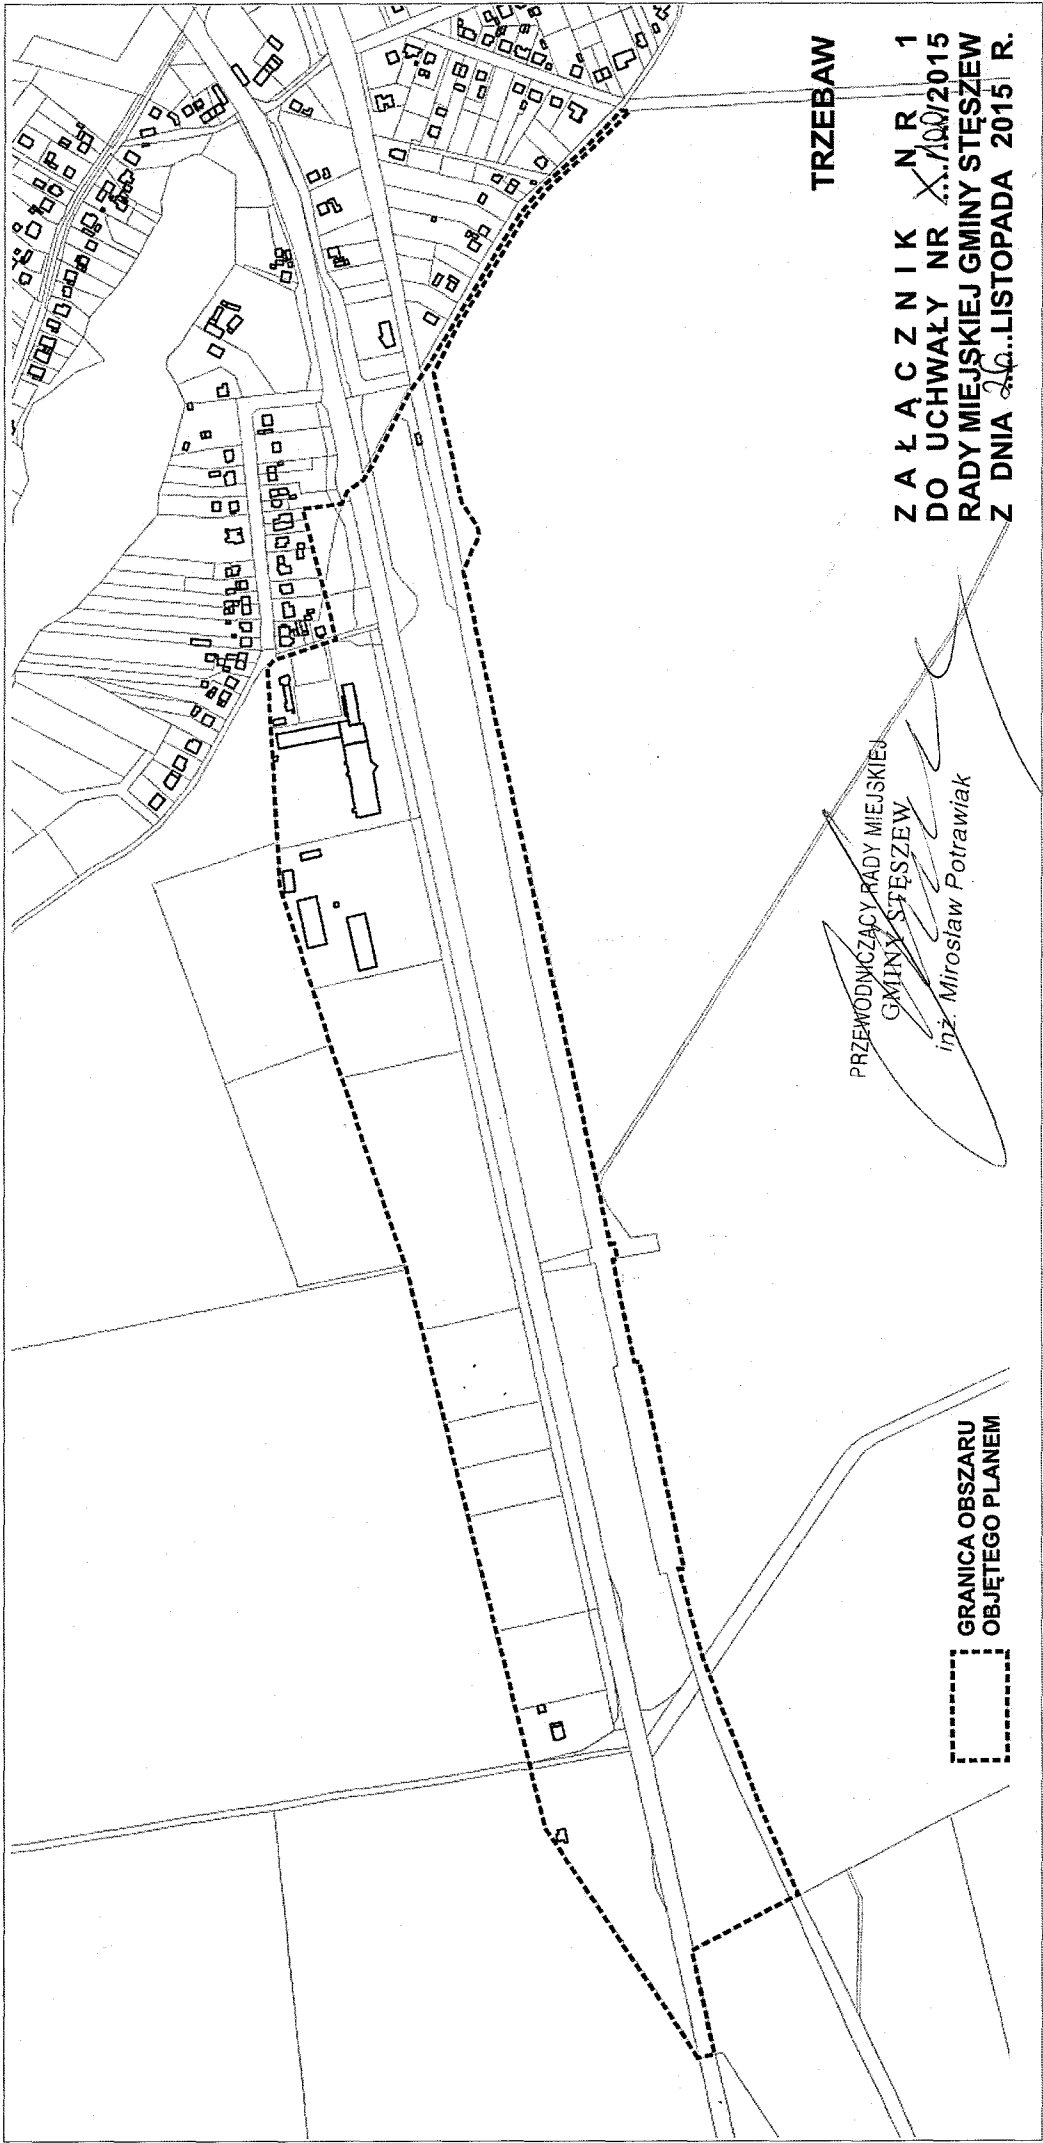 TRZEBAW
ZAŁĄCZNIK NR 1
DO UCHWAŁY NR X/100/2015
RADY MIEJSKIEJ GMINY STĘSZEW
Z DNIA 26 LISTOPADA 2015 R.
PRZEWODNICZĄCY RADY MIEJSKIEJ
GMINY STĘSZEW
inż. Mirosław Potrawiak
GRANICA OBSZARU
OBJĘTEGO PLANEM